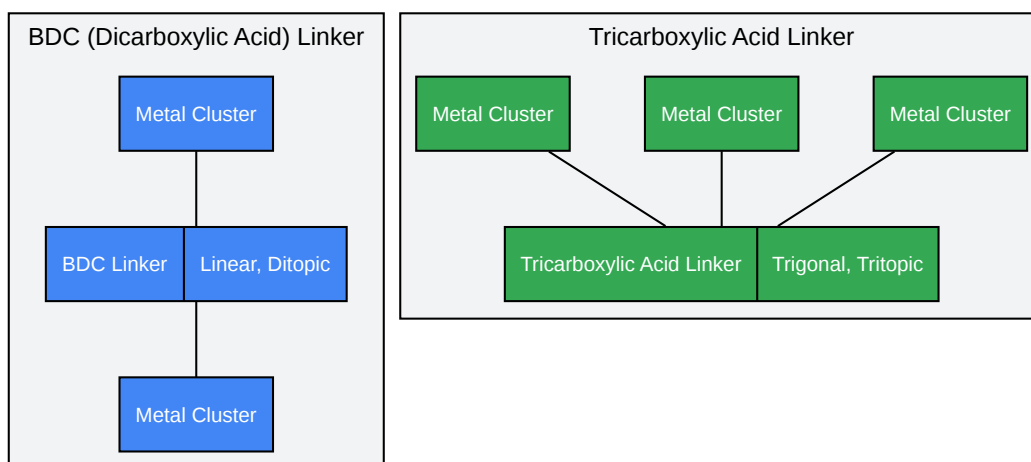 BDC (Dicarboxylic Acid) Linker
Metal Cluster
BDC Linker
Linear, Ditopic
Metal Cluster
Tricarboxylic Acid Linker
Metal Cluster
Metal Cluster
Metal Cluster
Tricarboxylic Acid Linker
Trigonal, Tritopic